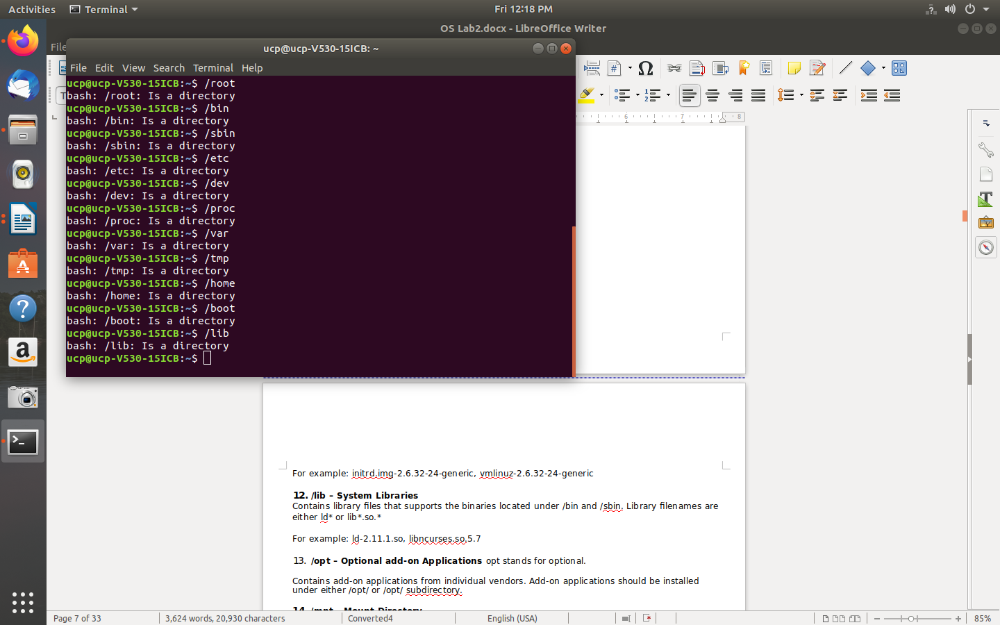 Activities
Terminal
Fri 12:18 PM
OS Lab2.docx - LibreOffice Writer
File
ucp@ucp-V530-15ICB: ~
File Edit View Search Terminal Help
ucp@ucp-V530-15ICB:~$ /root
bash: /root: Is a directory
ucp@ucp-V530-15ICB:~$ /bin
bash: /bin: Is a directory
ucp@ucp-V530-15ICB:~$ /sbin
bash: /sbin: Is a directory
ucp@ucp-V530-15ICB:~$ /etc
bash: /etc: Is a directory
ucp@ucp-V530-15ICB:~$ /dev
bash: /dev: Is a directory
ucp@ucp-V530-15ICB:~$ /proc
bash: /proc: Is a directory
ucp@ucp-V530-15ICB:~$ /var
bash: /var: Is a directory
ucp@ucp-V530-15ICB:~$ /tmp
bash: /tmp: Is a directory
ucp@ucp-V530-15ICB:~$ /home
bash: /home: Is a directory
ucp@ucp-V530-15ICB:~$ /boot
bash: /boot: Is a directory
ucp@ucp-V530-15ICB:~$ /lib
bash: /lib: Is a directory
ucp@ucp-V530-15ICB:~$
6 7 8
For example: initrd.img-2.6.32-24-generic, vmlinuz-2.6.32-24-generic
12. /lib – System Libraries
Contains library files that supports the binaries located under /bin and /sbin. Library filenames are
either ld* or lib*.so.*
For example: ld-2.11.1.so, libncurses.so.5.7
13. /opt – Optional add-on Applications opt stands for optional.
Contains add-on applications from individual vendors. Add-on applications should be installed
under either /opt/ or /opt/ subdirectory.
14. /mnt – Mount Directory
Page 7 of 33
3,624 words, 20,930 characters
Converted4
English (USA)
85%